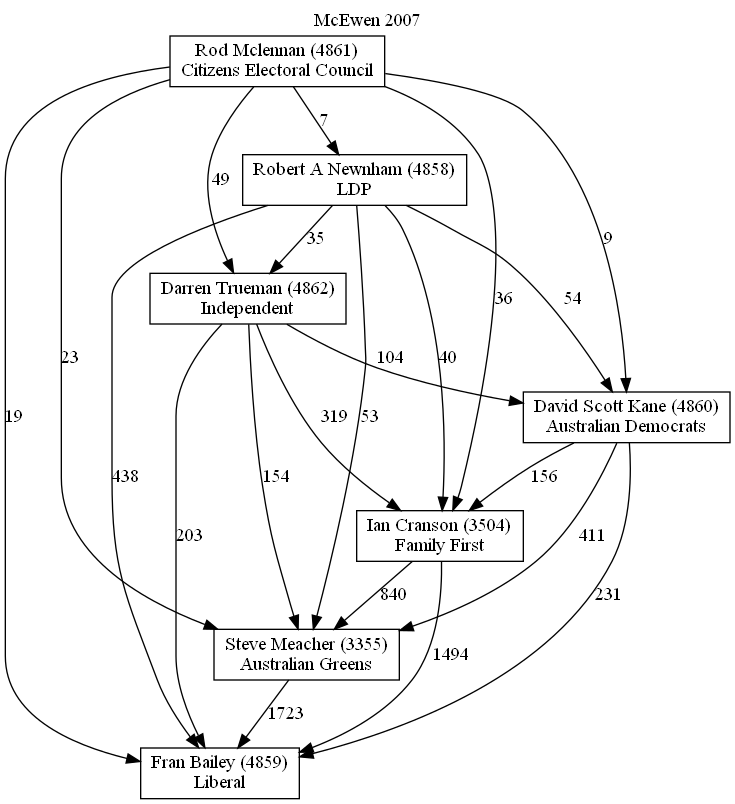 McEwen 2007
Rod Mclennan (4861)
Citizens Electoral Council
7
Robert A Newnham (4858)
LDP
49
35
9
Darren Trueman (4862)
Independent
36
54
23
104
40
David Scott Kane (4860)
Australian Democrats
19
319
53
438
154
156
Ian Cranson (3504)
Family First
203
411
840
231
Steve Meacher (3355)
Australian Greens
1494
1723
Fran Bailey (4859)
Liberal